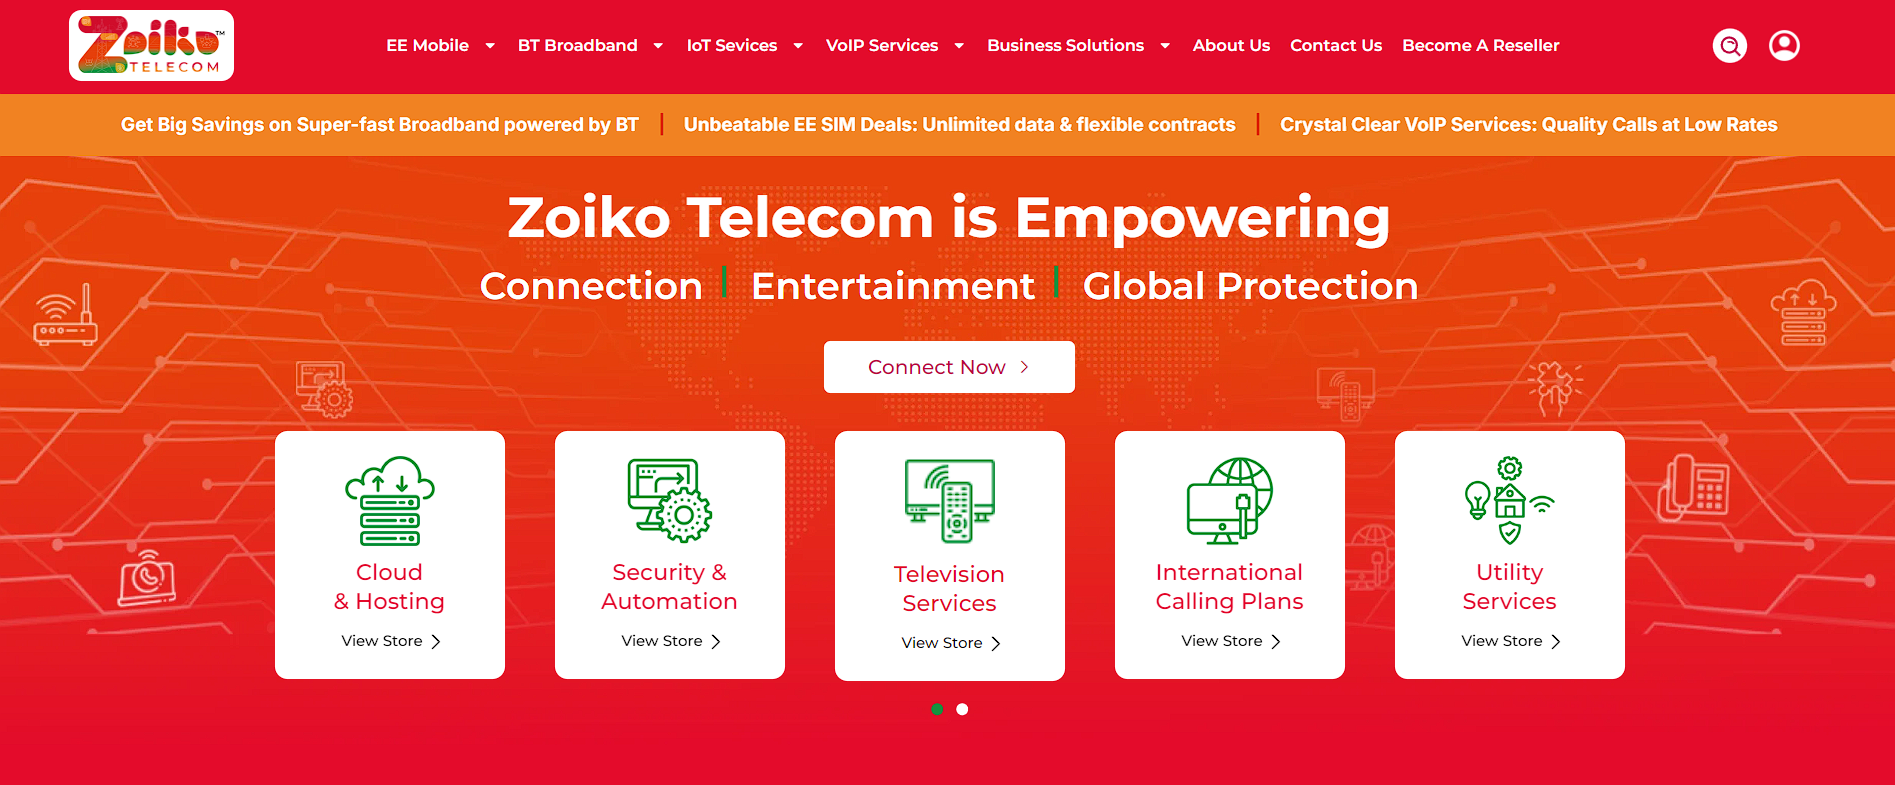 Zoiko™
TELECOM
EE Mobile
BT Broadband
IoT Sevices
VoIP Services
Business Solutions
About Us
Contact Us
Become A Reseller
Get Big Savings on Super-fast Broadband powered by BT
Unbeatable EE SIM Deals: Unlimited data & flexible contracts
Crystal Clear VoIP Services: Quality Calls at Low Rates
Zoiko Telecom is Empowering
Connection | Entertainment | Global Protection
Connect Now
Cloud
& Hosting
View Store
Security &
Automation
View Store
Television
Services
View Store
International
Calling Plans
View Store
Utility
Services
View Store